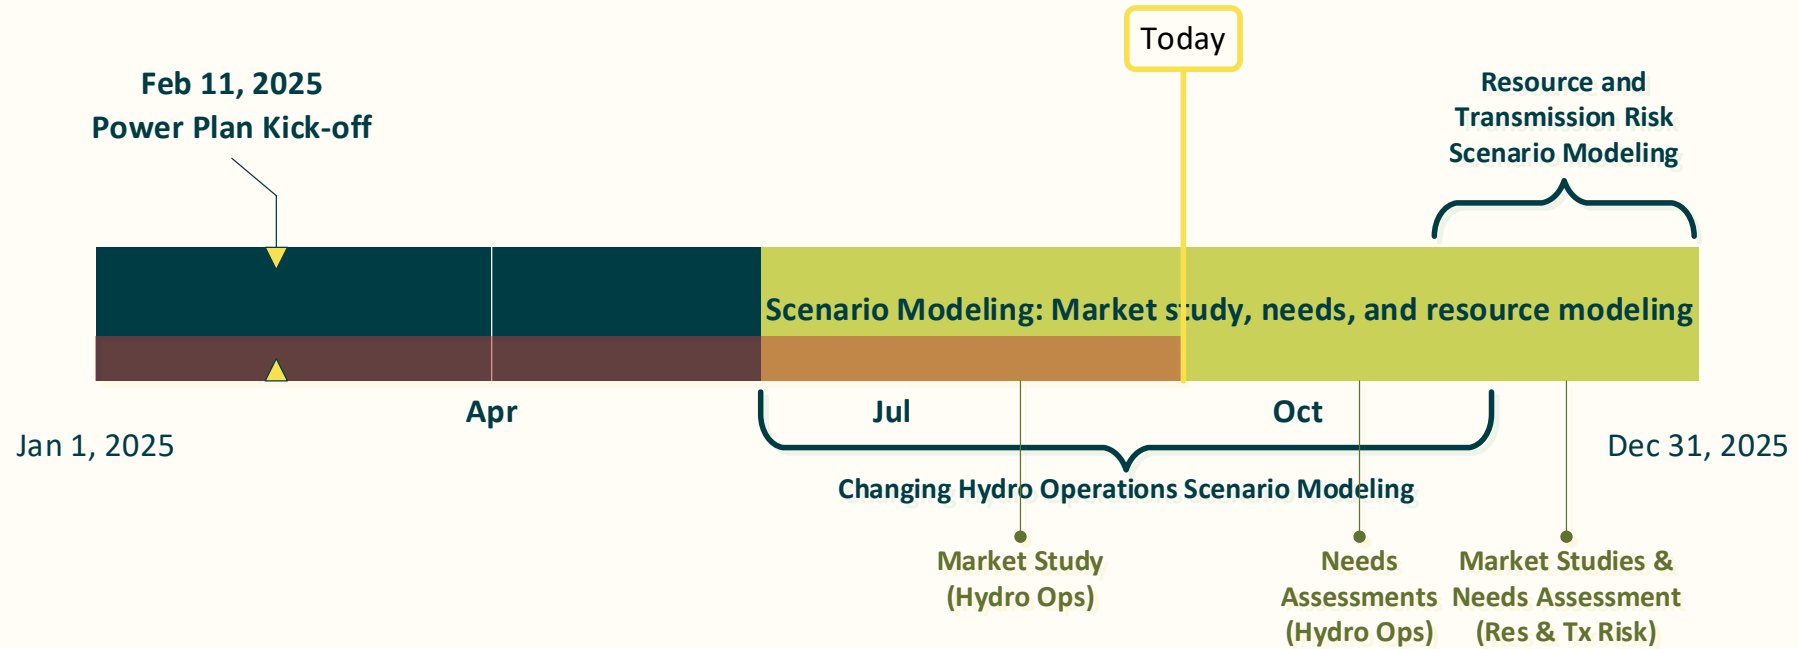 Today
Feb 11, 2025
Power Plan Kick-off
Resource and
Transmission Risk
Scenario Modeling
Scenario Modeling: Market study, needs, and resource modeling
Apr
Jul
Oct
Jan 1, 2025
Dec 31, 2025
Changing Hydro Operations Scenario Modeling
Market Study
(Hydro Ops)
Needs
Assessments
(Hydro Ops)
Market Studies &
Needs Assessment
(Res & Tx Risk)